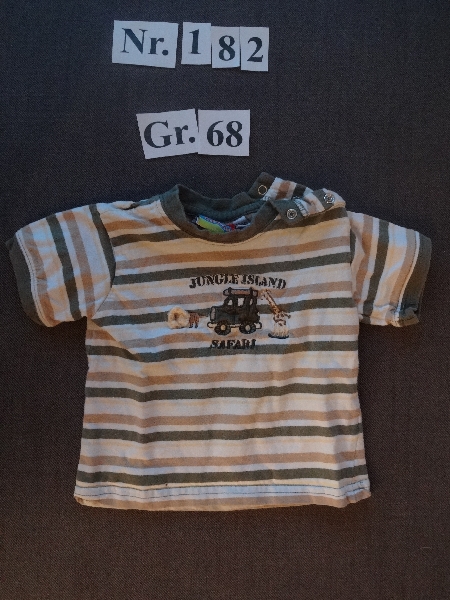 Nr. 182
Gr. 68
JUNGLE ISLAND
SAFARI